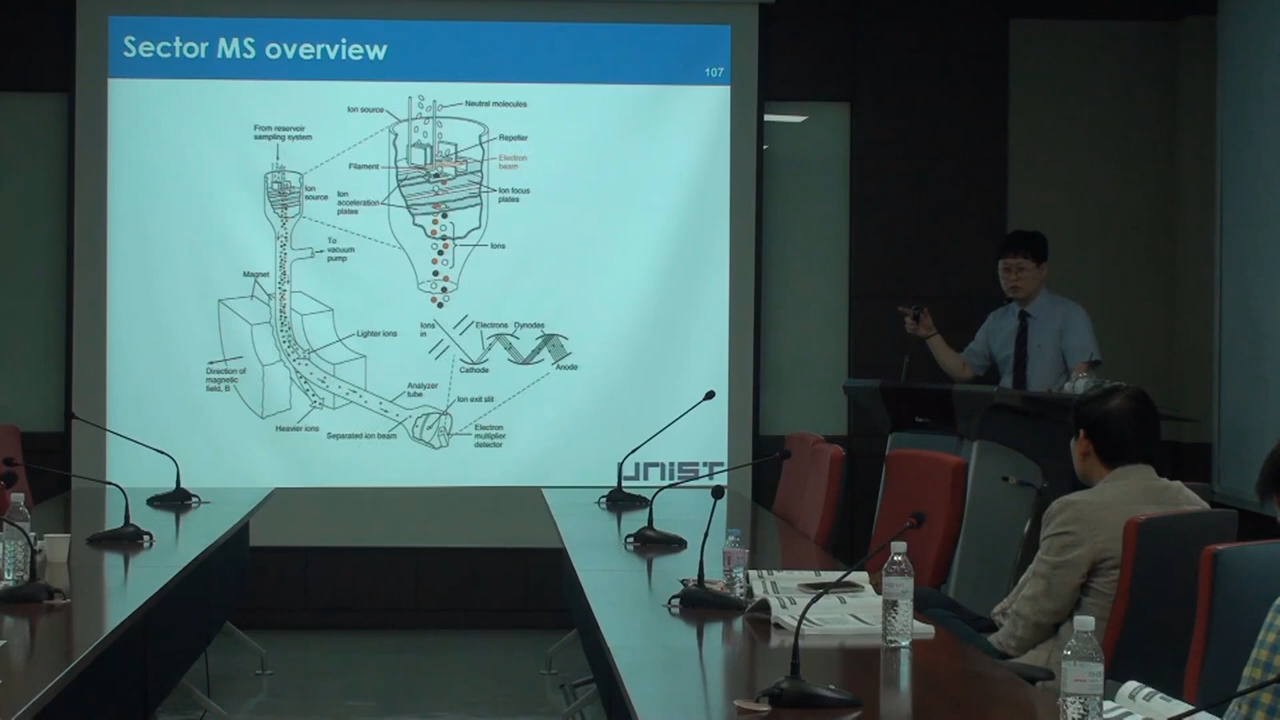 Sector MS overview
107
Ion source
Neutral molecules
From reservoir
sampling system
Repeller
Filament
Electron
beam
Ion
source
Ion
acceleration
plates
Ion focus
plates
To
vacuum
pump
Ions
Magnet
Ions
in
Electrons
Dynodes
Lighter ions
Cathode
Anode
Direction of
magnetic
field, B
Analyzer
tube
Ion exit slit
Heavier ions
Separated ion beam
Electron
multiplier
detector
UNIST